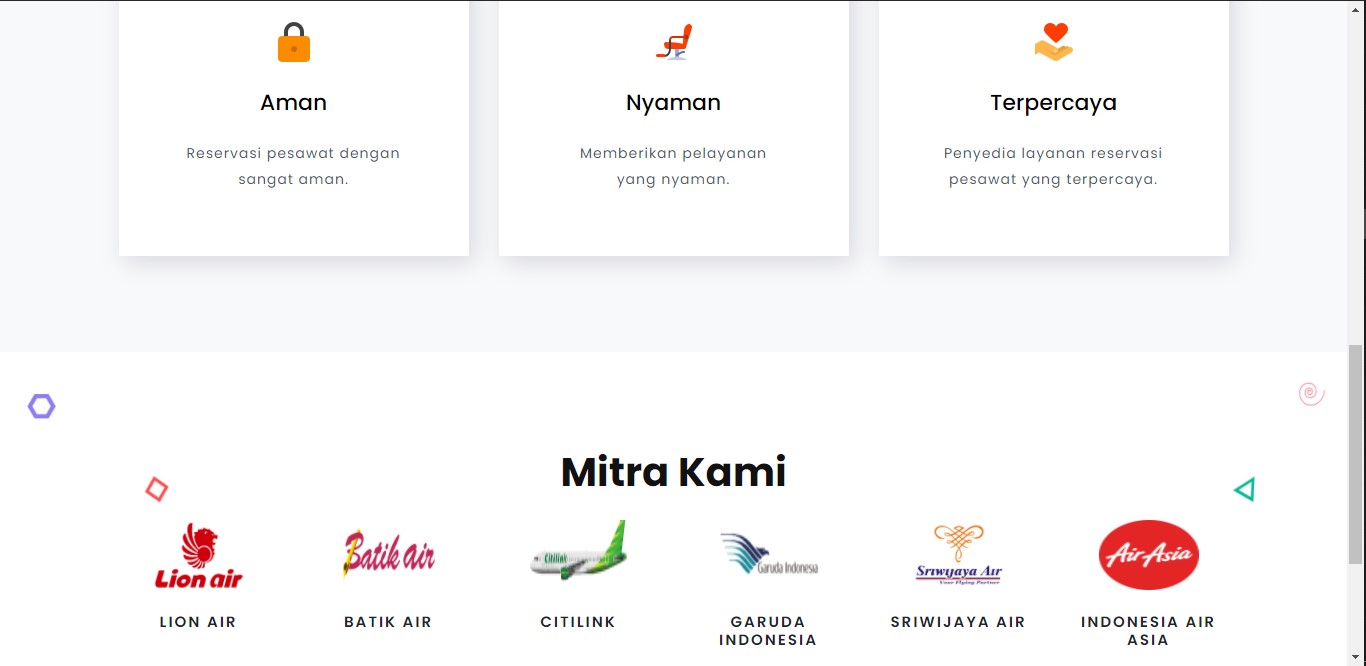 Aman
Reservasi pesawat dengan
sangat aman.
Nyaman
Memberikan pelayanan
yang nyaman.
Terpercaya
Penyedia layanan reservasi
pesawat yang terpercaya.
Mitra Kami
Lion air
Batik air
Citilink
Garuda Indonesia
Sriwijaya Air
Your Flying Partner
AirAsia
LION AIR
BATIK AIR
CITILINK
GARUDA
INDONESIA
SRIWIJAYA AIR
INDONESIA AIR
ASIA